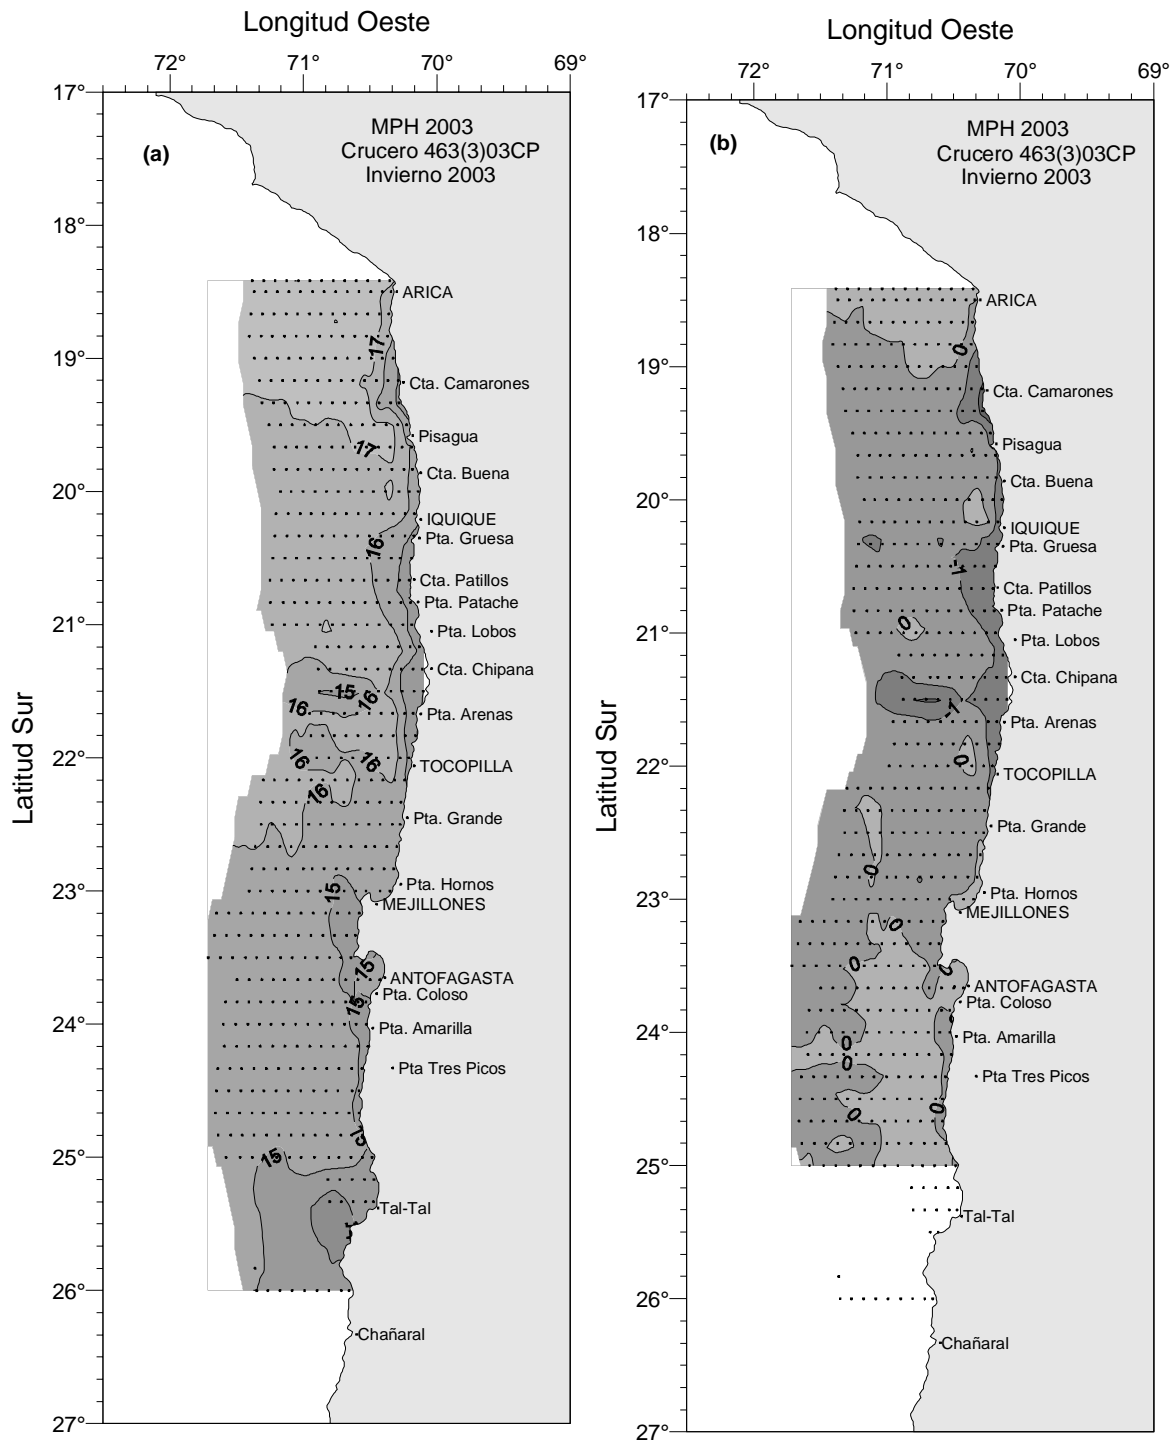 Longitud Oeste
72° 71° 70° 69°
17°
18°
19°
20°
21°
22°
23°
24°
25°
26°
27°
Latitud Sur
(a)
MPH 2003
Crucero 463(3)03CP
Invierno 2003
ARICA
17
Cta. Camarones
Pisagua
17
Cta. Buena
IQUIQUE
Pta. Gruesa
16
Cta. Patillos
Pta. Patache
Pta. Lobos
Cta. Chipana
15
16
16
Pta. Arenas
16
16
TOCOPILLA
16
Pta. Grande
Pta. Hornos
15
MEJILLONES
15
ANTOFAGASTA
Pta. Coloso
15
Pta. Amarilla
Pta Tres Picos
15
15
Tal-Tal
Chañaral
Longitud Oeste
72° 71° 70° 69°
17°
18°
19°
20°
21°
22°
23°
24°
25°
26°
27°
Latitud Sur
(b)
MPH 2003
Crucero 463(3)03CP
Invierno 2003
ARICA
0
Cta. Camarones
Pisagua
Cta. Buena
IQUIQUE
Pta. Gruesa
-1
Cta. Patillos
Pta. Patache
0
Pta. Lobos
Cta. Chipana
-1
Pta. Arenas
0
TOCOPILLA
Pta. Grande
0
Pta. Hornos
MEJILLONES
0
0
0
ANTOFAGASTA
Pta. Coloso
0
Pta. Amarilla
0
Pta Tres Picos
0
0
Tal-Tal
Chañaral